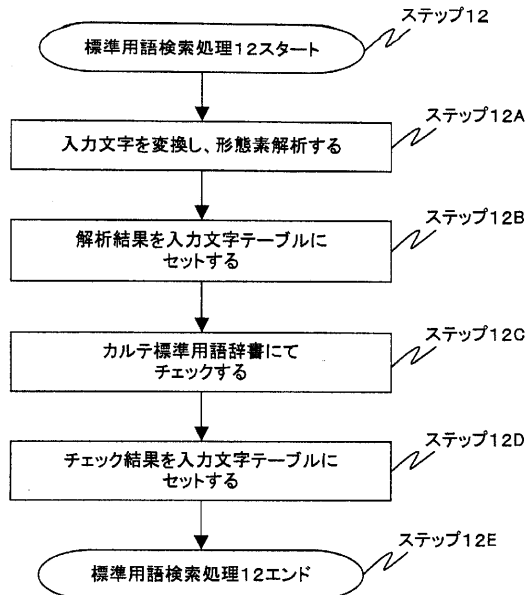 ステップ12
標準用語検索処理12スタート
ステップ12A
入力文字を変換し、形態素解析する
ステップ12B
解析結果を入力文字テーブルに
セットする
ステップ12C
カルテ標準用語辞書にて
チェックする
ステップ12D
チェック結果を入力文字テーブルに
セットする
ステップ12E
標準用語検索処理12エンド